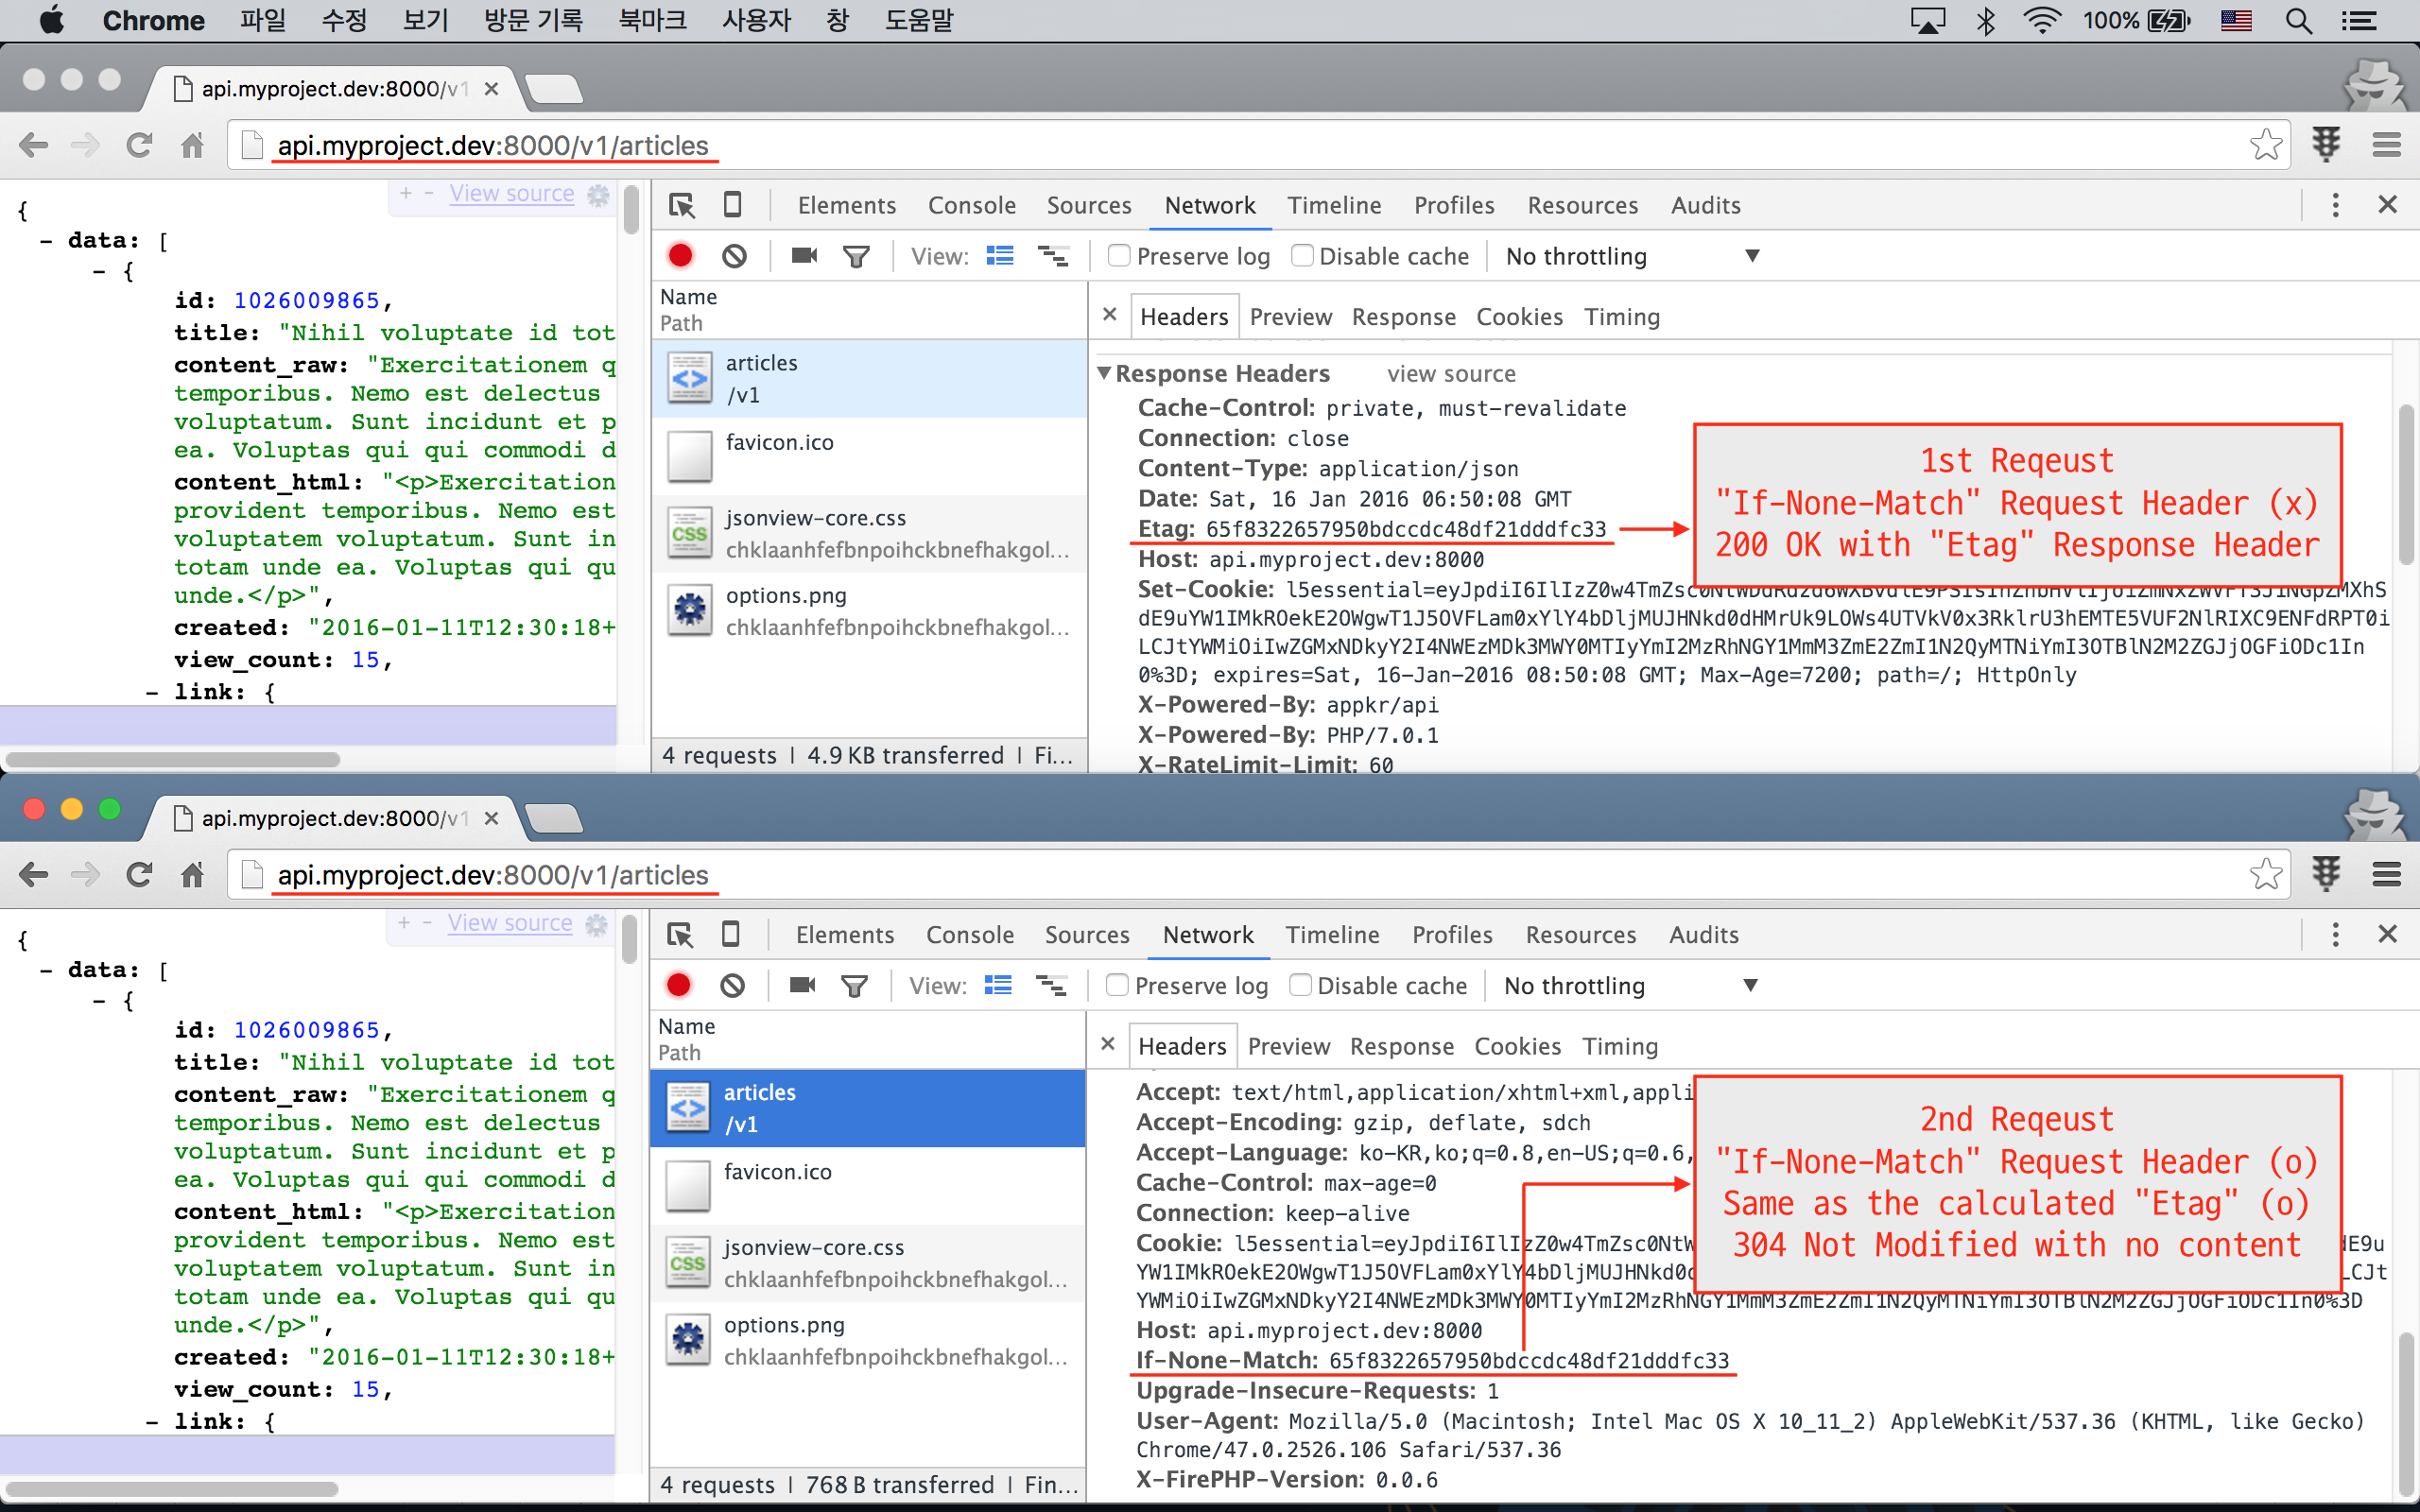 Chrome 파일 수정 보기 방문 기록 북마크 사용자 창 도움말 100%
api.myproject.dev:8000/v1
api.myproject.dev:8000/v1/articles
+ - View source
{
- data: [
- {
id: 1026009865,
title: "Nihil voluptate id tot
content_raw: "Exercitationem q
temporibus. Nemo est delectus
voluptatum. Sunt incidunt et p
ea. Voluptas qui qui commodi d
content_html: "<p>Exercitation
provident temporibus. Nemo est
voluptatem voluptatum. Sunt in
totam unde ea. Voluptas qui qu
unde.</p>",
created: "2016-01-11T12:30:18+
view_count: 15,
- link: {
Elements Console Sources Network Timeline Profiles Resources Audits
View: Preserve log Disable cache No throttling
Name
Path
articles
/v1
favicon.ico
jsonview-core.css
chklaanhfefbnpoihckbnefhakgol...
options.png
chklaanhfefbnpoihckbnefhakgol...
4 requests | 4.9 KB transferred | Fi...
Headers Preview Response Cookies Timing
Response Headers view source
Cache-Control: private, must-revalidate
Connection: close
Content-Type: application/json
Date: Sat, 16 Jan 2016 06:50:08 GMT
Etag: 65f8322657950bdccdc48df21dddfc33
Host: api.myproject.dev:8000
Set-Cookie:
0%3D; expires=Sat, 16-Jan-2016 08:50:08 GMT; Max-Age=7200; path=/; HttpOnly
X-Powered-By: appkr/api
X-Powered-By: PHP/7.0.1
X-RateLimit-Limit: 60
1st Reqeust
"If-None-Match" Request Header (x)
200 OK with "Etag" Response Header
api.myproject.dev:8000/v1
api.myproject.dev:8000/v1/articles
+ - View source
{
- data: [
- {
id: 1026009865,
title: "Nihil voluptate id tot
content_raw: "Exercitationem q
temporibus. Nemo est delectus
voluptatum. Sunt incidunt et p
ea. Voluptas qui qui commodi d
content_html: "<p>Exercitation
provident temporibus. Nemo est
voluptatem voluptatum. Sunt in
totam unde ea. Voluptas qui qu
unde.</p>",
created: "2016-01-11T12:30:18+
view_count: 15,
- link: {
Elements Console Sources Network Timeline Profiles Resources Audits
View: Preserve log Disable cache No throttling
Name
Path
articles
/v1
favicon.ico
jsonview-core.css
chklaanhfefbnpoihckbnefhakgol...
options.png
chklaanhfefbnpoihckbnefhakgol...
4 requests | 768 B transferred | Fin...
Headers Preview Response Cookies Timing
Accept: text/html,application/xhtml+xml,appli
Accept-Encoding: gzip, deflate, sdch
Accept-Language: ko-KR,ko;q=0.8,en-US;q=0.6,
Cache-Control: max-age=0
Connection: keep-alive
Cookie:
Host: api.myproject.dev:8000
If-None-Match: 65f8322657950bdccdc48df21dddfc33
Upgrade-Insecure-Requests: 1
User-Agent: Mozilla/5.0 (Macintosh; Intel Mac OS X 10_11_2) AppleWebKit/537.36 (KHTML, like Gecko)
Chrome/47.0.2526.106 Safari/537.36
X-FirePHP-Version: 0.0.6
2nd Reqeust
"If-None-Match" Request Header (o)
Same as the calculated "Etag" (o)
304 Not Modified with no content